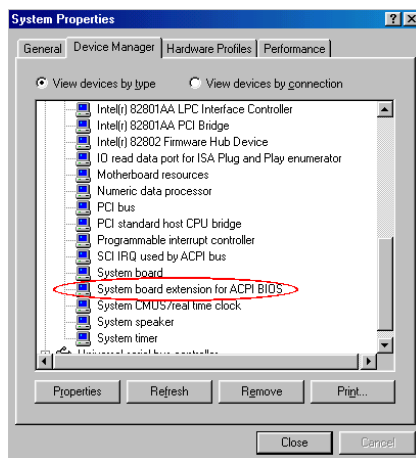 System Properties
General Device Manager Hardware Profiles Performance
View devices by type View devices by connection
Intel(r) 82801AA LPC Interface Controller
Intel(r) 82801AA PCI Bridge
Intel(r) 82802 Firmware Hub Device
IO read data port for ISA Plug and Play enumerator
Motherboard resources
Numeric data processor
PCI bus
PCI standard host CPU bridge
Programmable interrupt controller
SCI IRQ used by ACPI bus
System board
System board extension for ACPI BIOS
System CMOS/real time clock
System speaker
System timer
Universal serial bus controller
Properties Refresh Remove Print...
Close Cancel